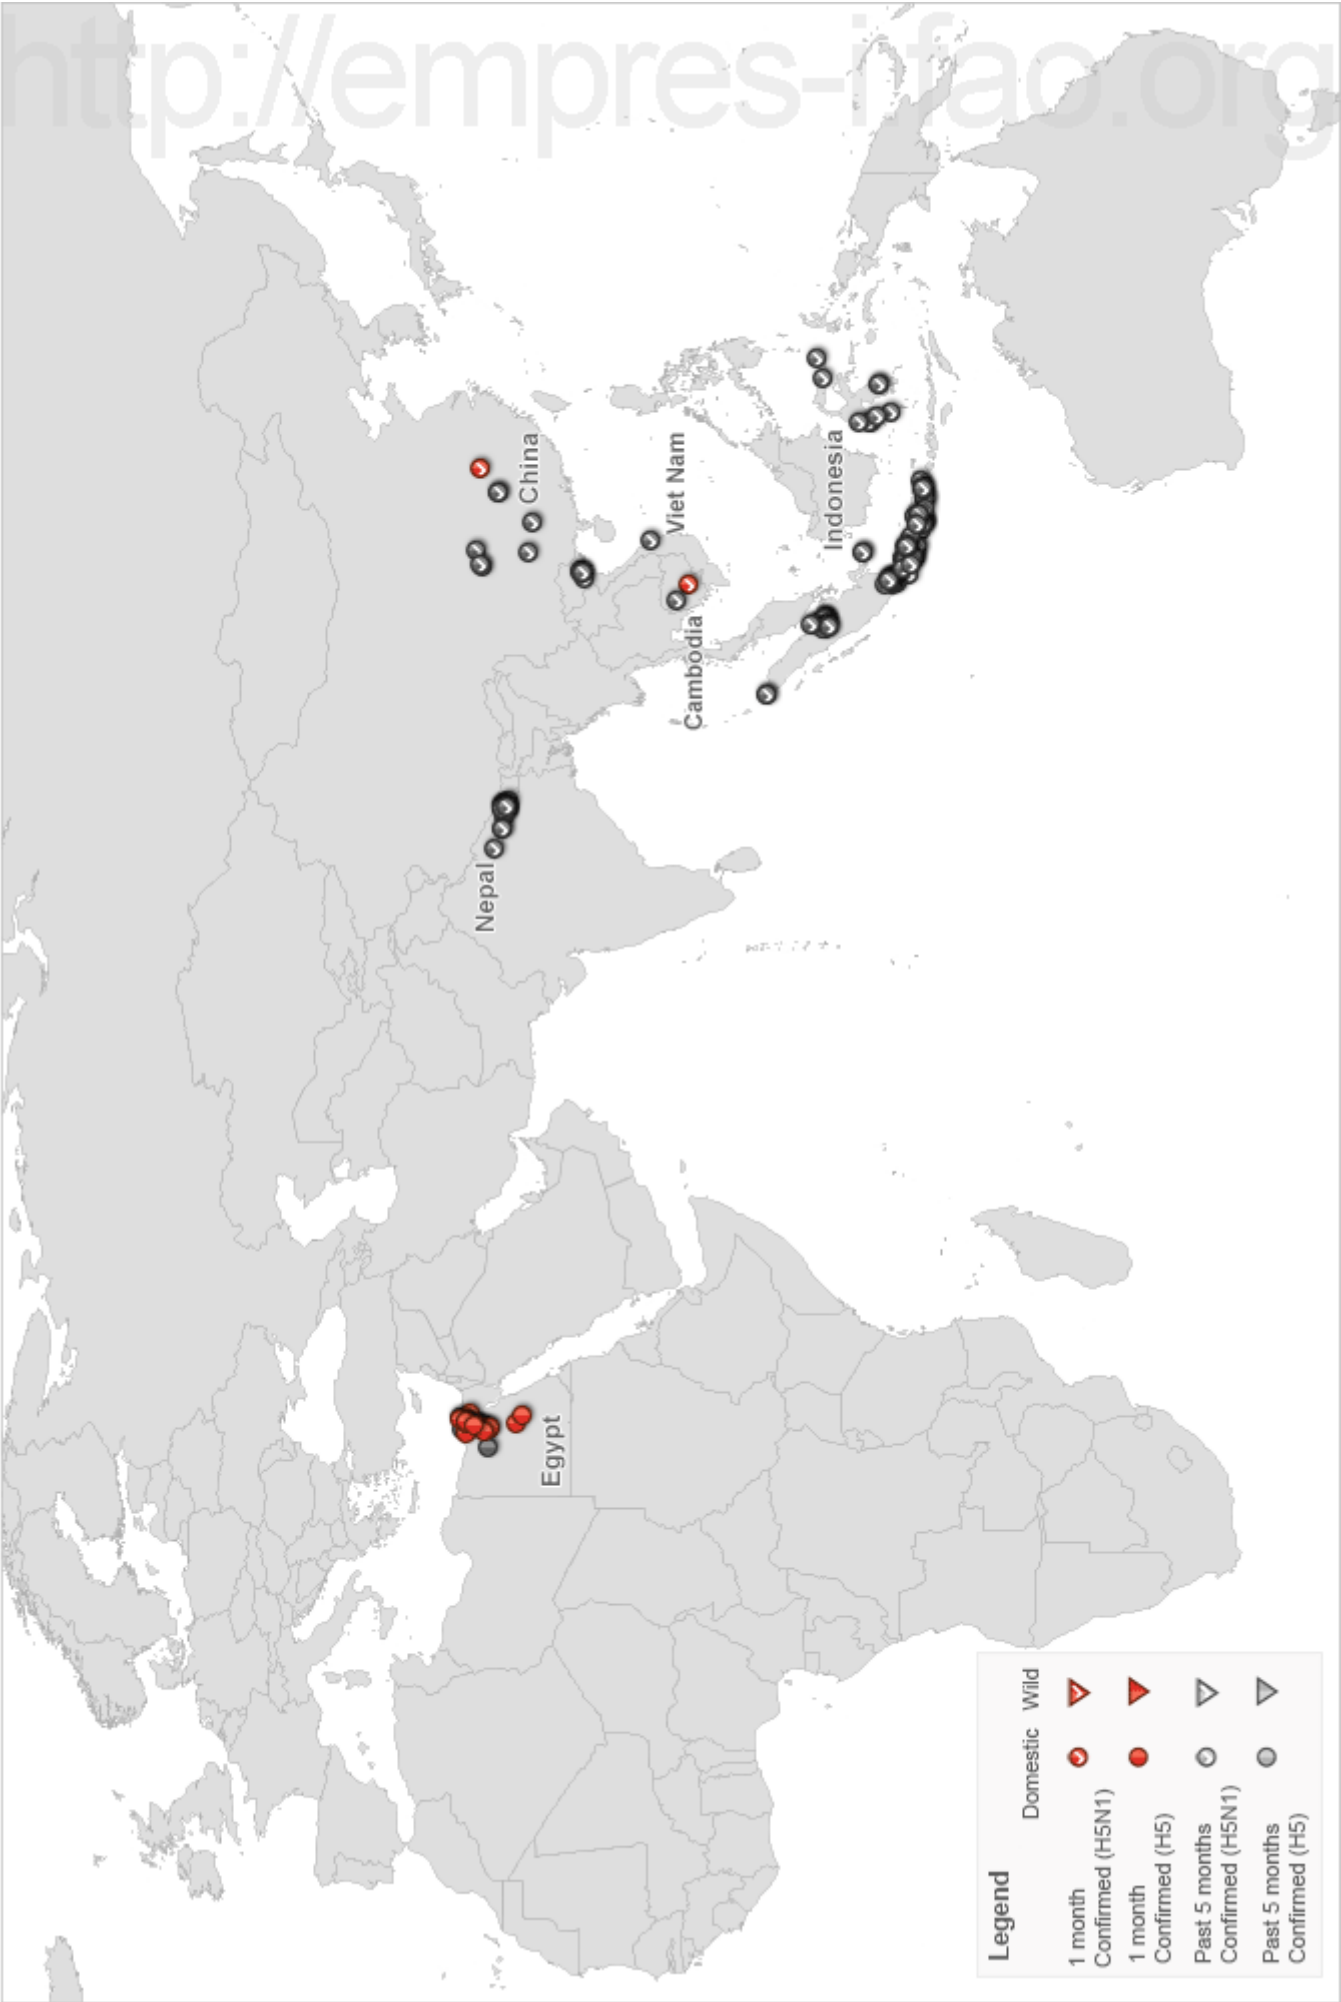 http://empres-i.fao.org
China
Viet Nam
Indonesia
Cambodia
Nepal
Egypt
Legend
Domestic Wild
1 month
Confirmed (H5N1)
1 month
Confirmed (H5)
Past 5 months
Confirmed (H5N1)
Past 5 months
Confirmed (H5)